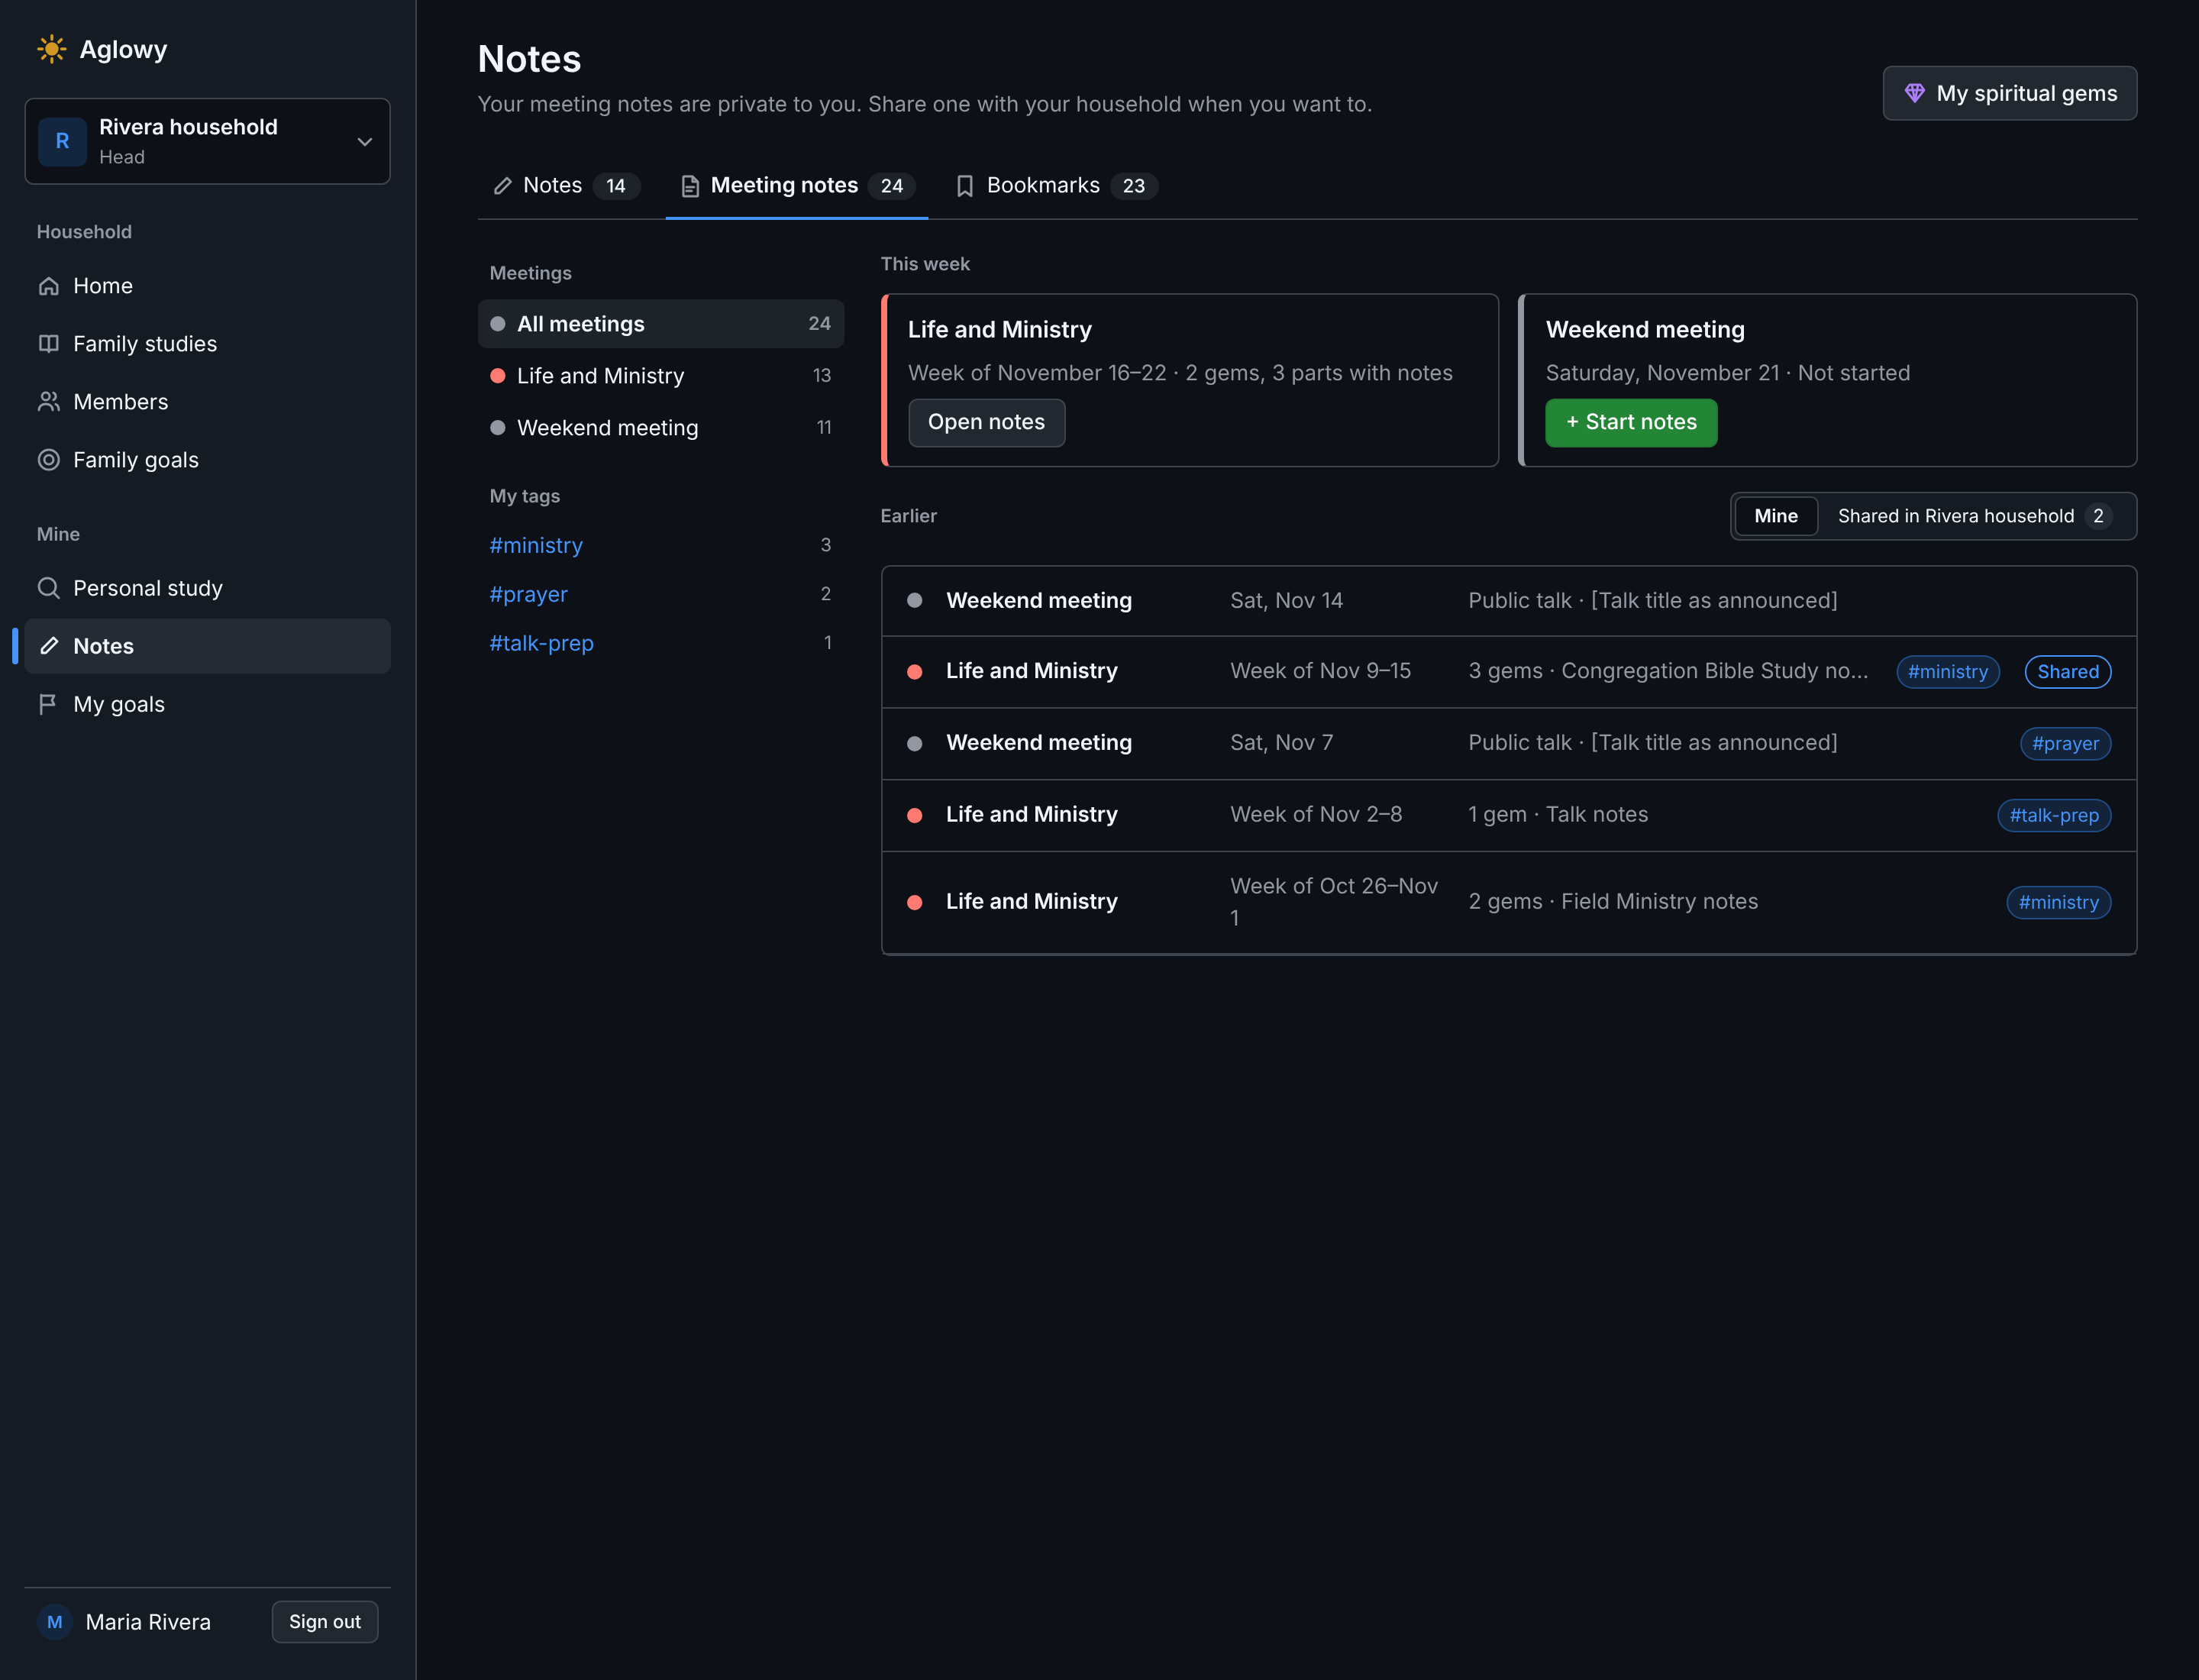 Aglowy
R
Rivera household
Head
Household
Home
Family studies
Members
Family goals
Mine
Personal study
Notes
My goals
M
Maria Rivera
Sign out
Notes
Your meeting notes are private to you. Share one with your household when you want to.
My spiritual gems
Notes 14
Meeting notes 24
Bookmarks 23
Meetings
All meetings 24
Life and Ministry 13
Weekend meeting 11
My tags
#ministry 3
#prayer 2
#talk-prep 1
This week
Life and Ministry
Week of November 16–22 · 2 gems, 3 parts with notes
Open notes
Weekend meeting
Saturday, November 21 · Not started
+ Start notes
Earlier
Mine
Shared in Rivera household 2
Weekend meeting Sat, Nov 14 Public talk · [Talk title as announced]
Life and Ministry Week of Nov 9–15 3 gems · Congregation Bible Study no... #ministry Shared
Weekend meeting Sat, Nov 7 Public talk · [Talk title as announced] #prayer
Life and Ministry Week of Nov 2–8 1 gem · Talk notes #talk-prep
Life and Ministry Week of Oct 26–Nov
1
2 gems · Field Ministry notes #ministry